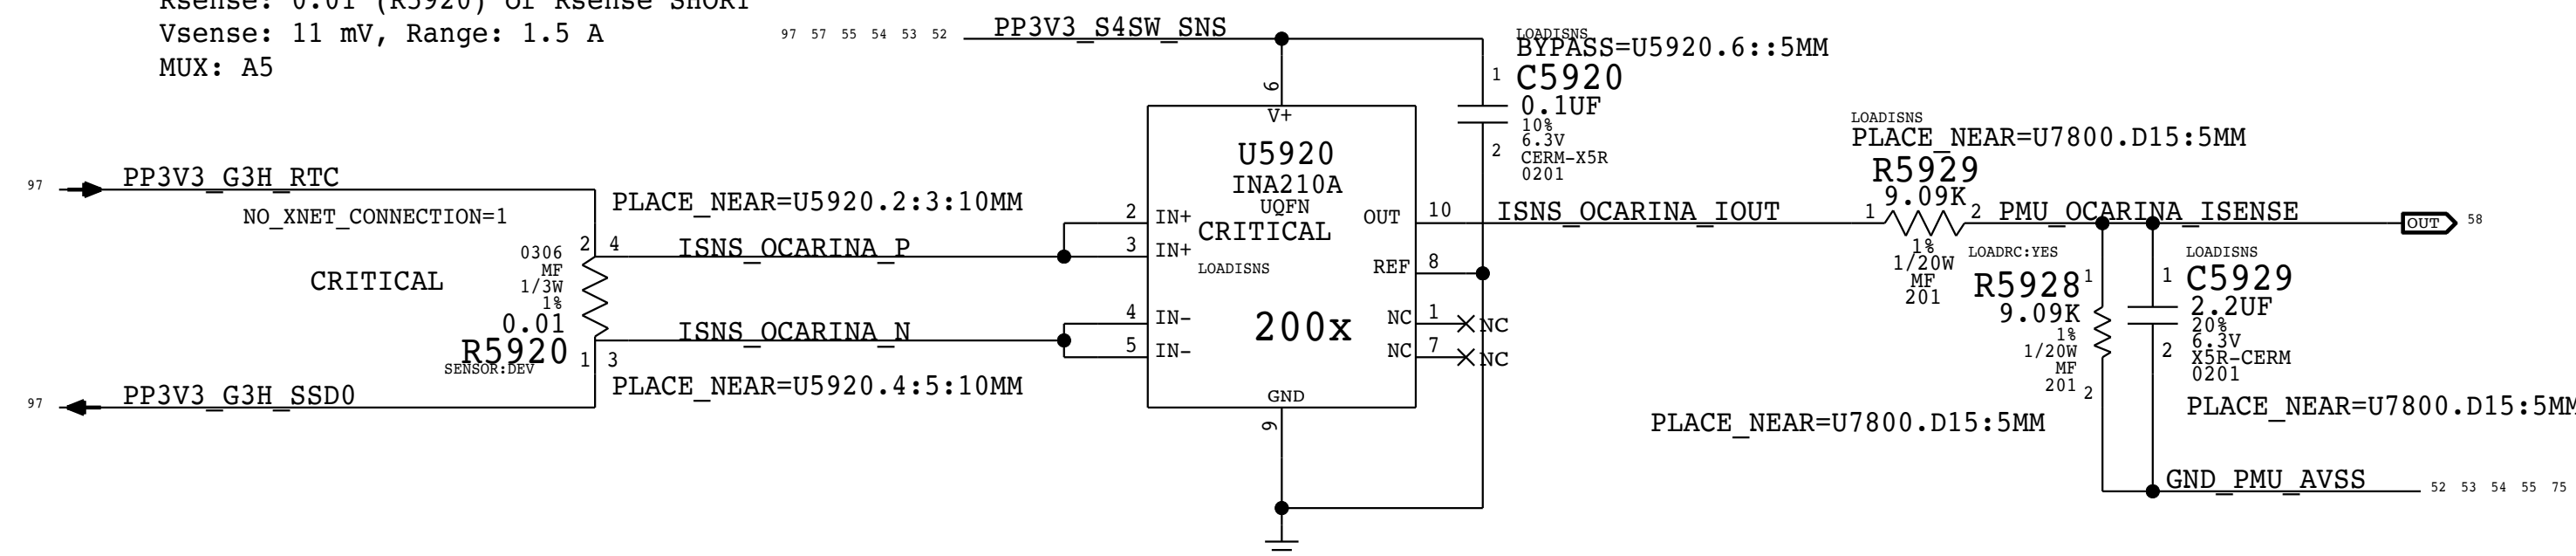 Rsense: 0.01 (R5920) or Rsense SHORT
Vsense: 11 mV, Range: 1.5 A
MUX: A5
97 57 55 54 53 52
PP3V3_S4SW_SNS
LOADISNS
BYPASS=U5920.6::5MM
1
C5920
0.1UF
10%
6.3V
CERM-X5R
0201
2
6
V+
U5920
INA210A
UQFN
CRITICAL
LOADISNS
200x
97
PP3V3_G3H_RTC
NO_XNET_CONNECTION=1
PLACE_NEAR=U5920.2:3:10MM
2 4
ISNS_OCARINA_P
0306
MF
1/3W
1%
0.01
R5920
SENSOR:DEV
CRITICAL
1 3
ISNS_OCARINA_N
PLACE_NEAR=U5920.4:5:10MM
97
PP3V3_G3H_SSD0
2 IN+
3 IN+
4 IN-
5 IN-
OUT 10
REF 8
NC 1 NC
NC 7 NC
GND
9
ISNS_OCARINA_IOUT
LOADISNS
PLACE_NEAR=U7800.D15:5MM
R5929
9.09K
1 2
1%
1/20W
MF
201
PMU_OCARINA_ISENSE
OUT 58
LOADRC:YES
R5928
1
9.09K
1%
1/20W
MF
201
2
PLACE_NEAR=U7800.D15:5MM
LOADISNS
1
C5929
2.2UF
20%
6.3V
X5R-CERM
0201
2
PLACE_NEAR=U7800.D15:5MM
GND_PMU_AVSS
52 53 54 55 75